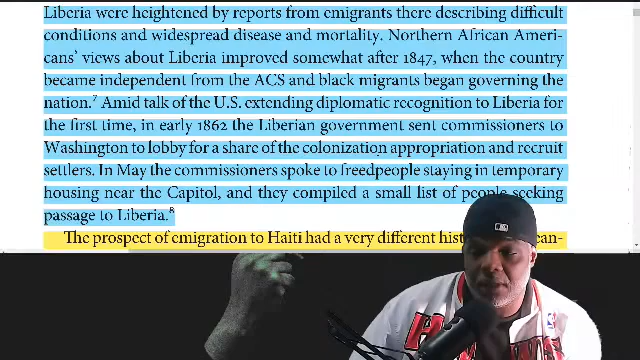 Liberia were heightened by reports from emigrants there describing difficult
conditions and widespread disease and mortality. Northern African Ameri-
cans’ views about Liberia improved somewhat after 1847, when the country
became independent from the ACS and black migrants began governing the
nation.⁷ Amid talk of the U.S. extending diplomatic recognition to Liberia for
the first time, in early 1862 the Liberian government sent commissioners to
Washington to lobby for a share of the colonization appropriation and recruit
settlers. In May the commissioners spoke to freedpeople staying in temporary
housing near the Capitol, and they compiled a small list of people seeking
passage to Liberia.⁸
The prospect of emigration to Haiti had a very different